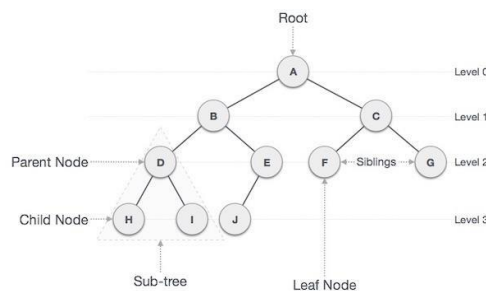 Root
A
Level 0
B
C
Level 1
Parent Node
D
E
F
Siblings
G
Level 2
Child Node
H
I
J
Level 3
Sub-tree
Leaf Node